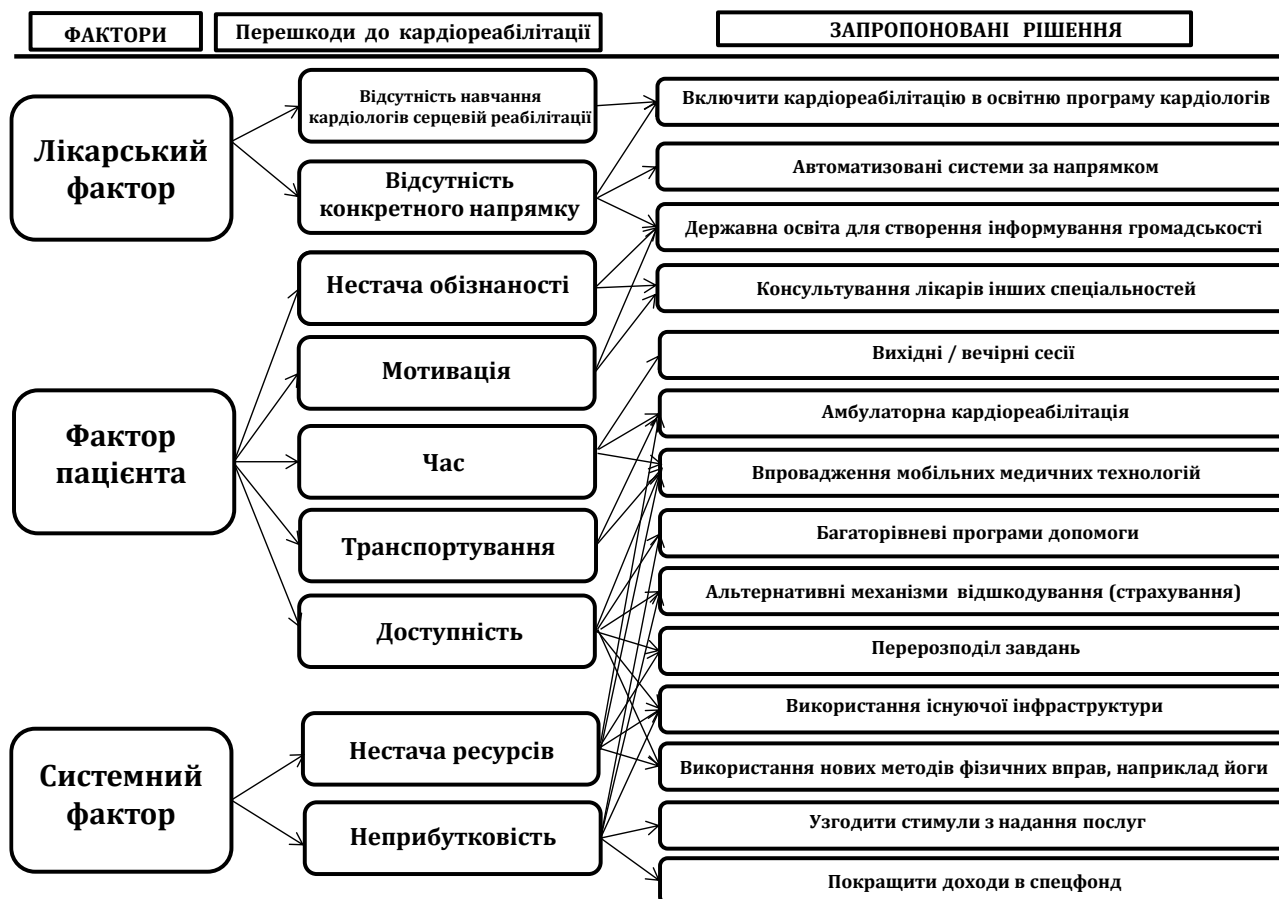 ФАКТОРИ
Перешкоди до кардіореабілітації
ЗАПРОПОНОВАНІ РІШЕННЯ
Лікарський
фактор
Відсутність навчання
кардіологів серцевій реабілітації
Відсутність
конкретного напрямку
Фактор
пацієнта
Нестача обізнаності
Мотивація
Час
Транспортування
Доступність
Системний
фактор
Нестача ресурсів
Неприбутковість
Включити кардіореабілітацію в освітню програму кардіологів
Автоматизовані системи за напрямком
Державна освіта для створення інформування громадськості
Консультування лікарів інших спеціальностей
Вихідні / вечірні сесії
Амбулаторна кардіореабілітація
Впровадження мобільних медичних технологій
Багаторівневі програми допомоги
Альтернативні механізми відшкодування (страхування)
Перерозподіл завдань
Використання існуючої інфраструктури
Використання нових методів фізичних вправ, наприклад йоги
Узгодити стимули з надання послуг
Покращити доходи в спецфонд